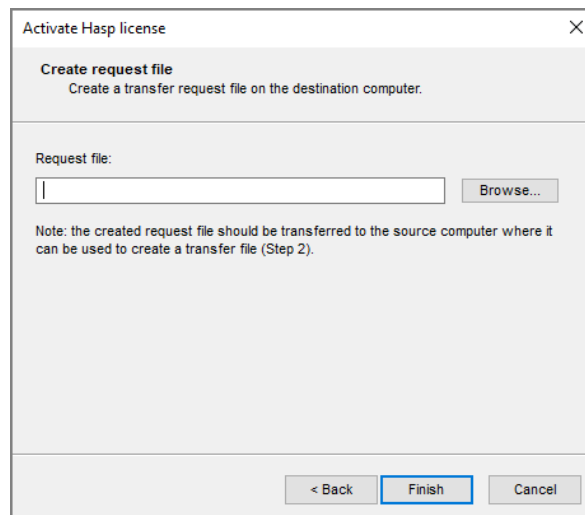 Activate Hasp license
Create request file
Create a transfer request file on the destination computer.
Request file:
Browse...
Note: the created request file should be transferred to the source computer where it
can be used to create a transfer file (Step 2).
< Back
Finish
Cancel